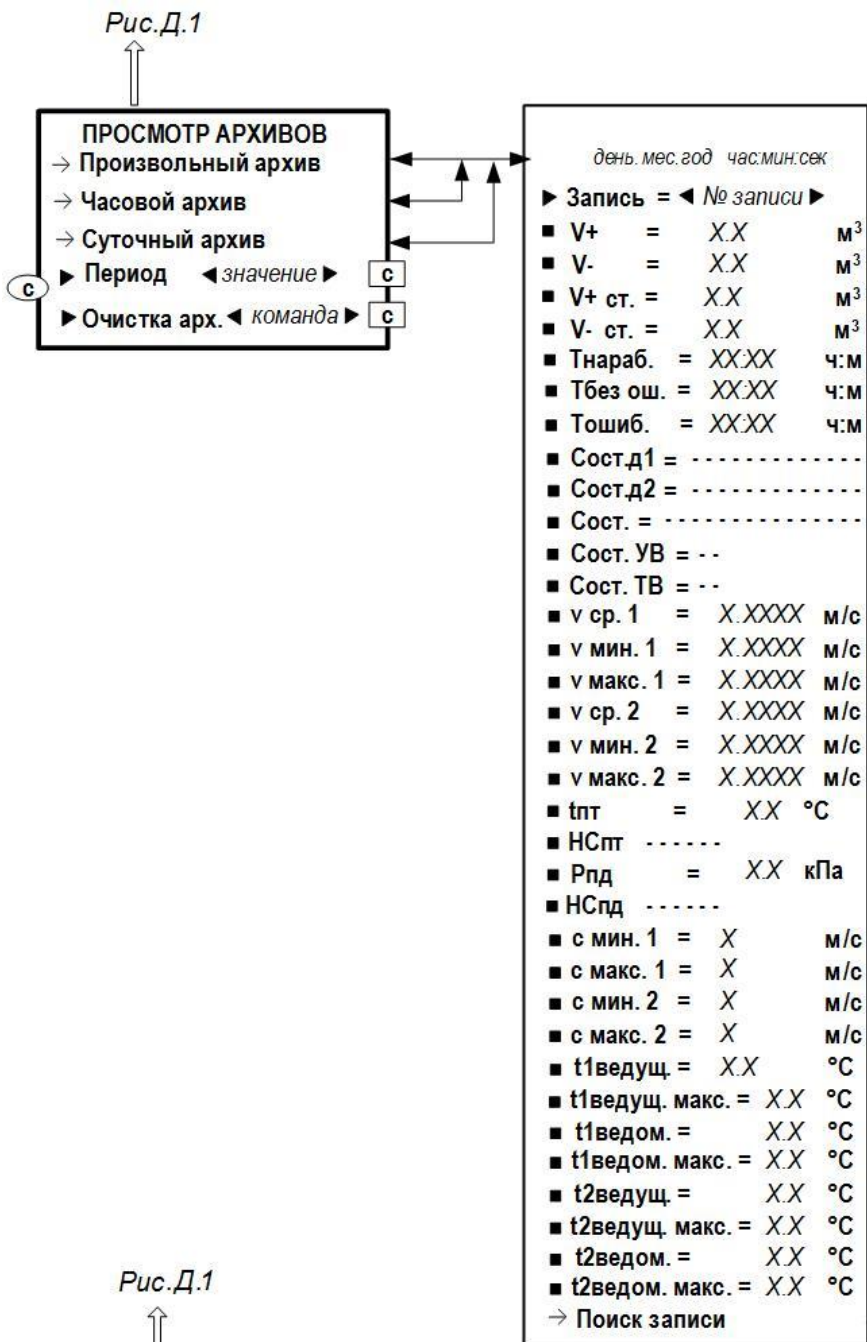 Рис.Д.1
ПРОСМОТР АРХИВОВ
→ Произвольный архив
→ Часовой архив
→ Суточный архив
с ▶ Период ◀ значение ▶ с
▶ Очистка арх. ◀ команда ▶ с
день.мес.год час:мин:сек
▶ Запись = ◀ № записи ▶
■ V+ = X.X м³
■ V- = X.X м³
■ V+ ст. = X.X м³
■ V- ст. = X.X м³
■ Тнараб. = XX:XX ч:м
■ Тбез ош. = XX:XX ч:м
■ Тошиб. = XX:XX ч:м
■ Сост.д1 = - - - - - - - - - - - - -
■ Сост.д2 = - - - - - - - - - - - - -
■ Сост. = - - - - - - - - - - - - - - -
■ Сост. УВ = - -
■ Сост. ТВ = - -
■ v ср. 1 = X.XXXX м/с
■ v мин. 1 = X.XXXX м/с
■ v макс. 1 = X.XXXX м/с
■ v ср. 2 = X.XXXX м/с
■ v мин. 2 = X.XXXX м/с
■ v макс. 2 = X.XXXX м/с
■ tпт = X.X °C
■ НСпт - - - - - -
■ Рпд = X.X кПа
■ НСпд - - - - - -
■ с мин. 1 = X м/с
■ с макс. 1 = X м/с
■ с мин. 2 = X м/с
■ с макс. 2 = X м/с
■ t1ведущ. = X.X °C
■ t1ведущ. макс. = X.X °C
■ t1ведом. = X.X °C
■ t1ведом. макс. = X.X °C
■ t2ведущ. = X.X °C
■ t2ведущ. макс. = X.X °C
■ t2ведом. = X.X °C
■ t2ведом. макс. = X.X °C
→ Поиск записи
Рис.Д.1